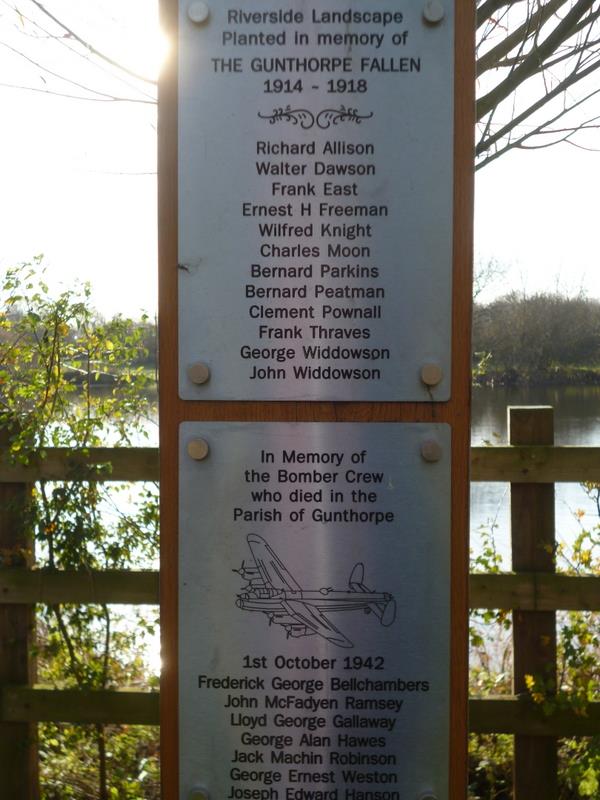 Riverside Landscape
Planted in memory of
THE GUNTHORPE FALLEN
1914 - 1918
Richard Allison
Walter Dawson
Frank East
Ernest H Freeman
Wilfred Knight
Charles Moon
Bernard Parkins
Bernard Peatman
Clement Pownall
Frank Thraves
George Widdowson
John Widdowson
In Memory of
the Bomber Crew
who died in the
Parish of Gunthorpe
1st October 1942
Frederick George Bellchambers
John McFadyen Ramsey
Lloyd George Gallaway
George Alan Hawes
Jack Machin Robinson
George Ernest Weston
Joseph Edward Hanson